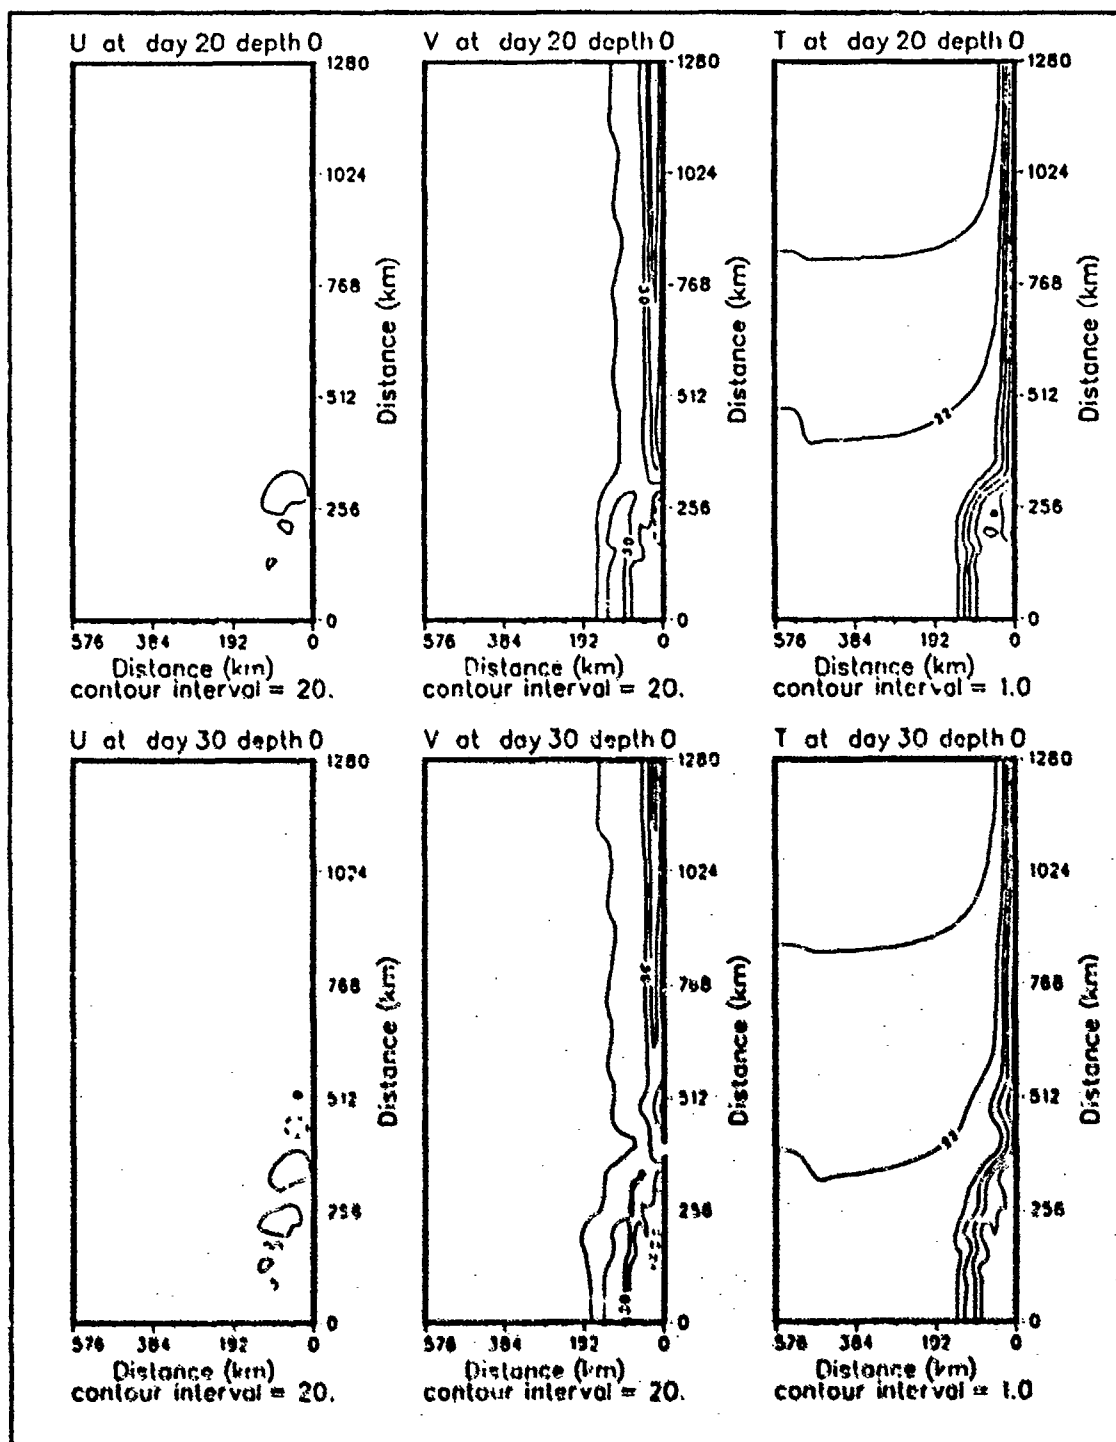 U at day 20 depth 0
1280
1024
768
512
256
0
Distance (km)
576 384 192 0
Distance (km)
contour interval = 20.
V at day 20 depth 0
1280
1024
768
512
256
0
Distance (km)
30
30
576 384 192 0
Distance (km)
contour interval = 20.
T at day 20 depth 0
1280
1024
768
512
256
0
Distance (km)
22
576 384 192 0
Distance (km)
contour interval = 1.0
U at day 30 depth 0
1280
1024
768
512
256
0
Distance (km)
576 384 192 0
Distance (km)
contour interval = 20.
V at day 30 depth 0
1280
1024
768
512
256
0
Distance (km)
576 384 192 0
Distance (km)
contour interval = 20.
T at day 30 depth 0
1280
1024
768
512
256
0
Distance (km)
22
576 384 192 0
Distance (km)
contour interval = 1.0